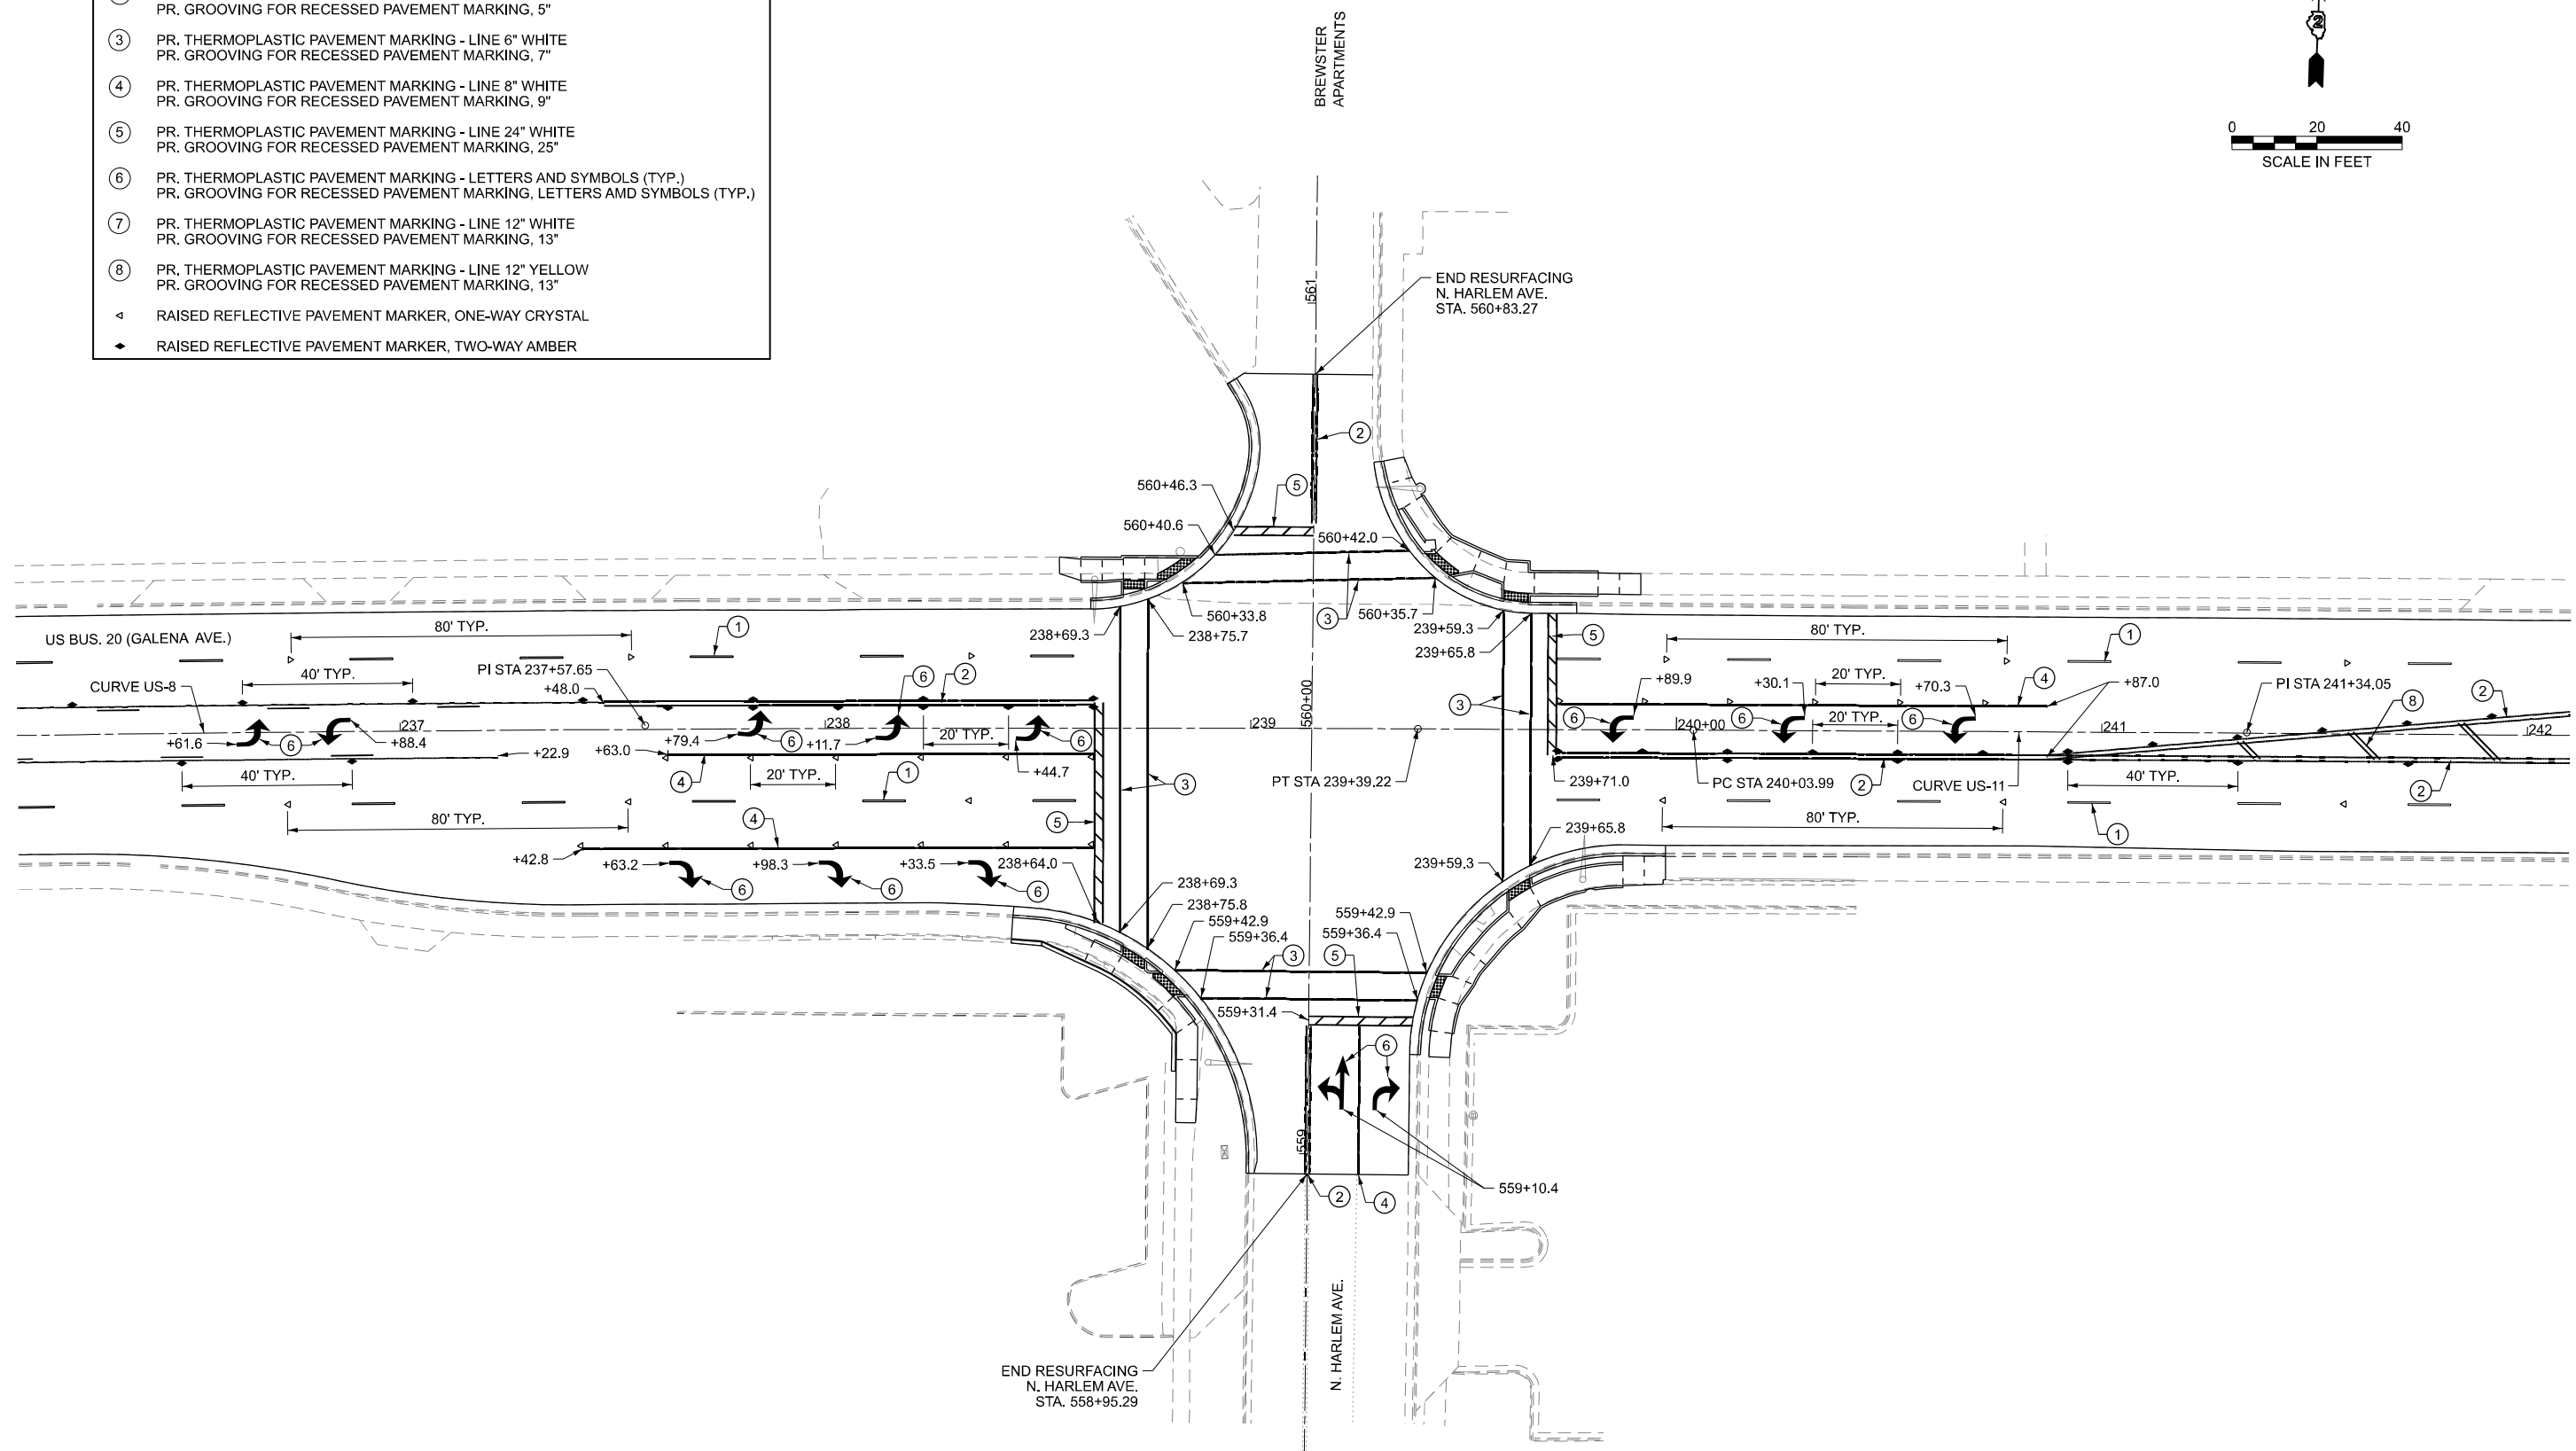 PR. GROOVING FOR RECESSED PAVEMENT MARKING, 5"
3 PR. THERMOPLASTIC PAVEMENT MARKING - LINE 6" WHITE
PR. GROOVING FOR RECESSED PAVEMENT MARKING, 7"
4 PR. THERMOPLASTIC PAVEMENT MARKING - LINE 8" WHITE
PR. GROOVING FOR RECESSED PAVEMENT MARKING, 9"
5 PR. THERMOPLASTIC PAVEMENT MARKING - LINE 24" WHITE
PR. GROOVING FOR RECESSED PAVEMENT MARKING, 25"
6 PR. THERMOPLASTIC PAVEMENT MARKING - LETTERS AND SYMBOLS (TYP.)
PR. GROOVING FOR RECESSED PAVEMENT MARKING, LETTERS AMD SYMBOLS (TYP.)
7 PR. THERMOPLASTIC PAVEMENT MARKING - LINE 12" WHITE
PR. GROOVING FOR RECESSED PAVEMENT MARKING, 13"
8 PR. THERMOPLASTIC PAVEMENT MARKING - LINE 12" YELLOW
PR. GROOVING FOR RECESSED PAVEMENT MARKING, 13"
RAISED REFLECTIVE PAVEMENT MARKER, ONE-WAY CRYSTAL
RAISED REFLECTIVE PAVEMENT MARKER, TWO-WAY AMBER
BREWSTER
APARTMENTS
2
0 20 40
SCALE IN FEET
561
END RESURFACING
N. HARLEM AVE.
STA. 560+83.27
2
560+46.3
5
560+40.6
560+42.0
560+33.8
3
560+35.7
238+69.3
238+75.7
239+59.3
239+65.8
US BUS. 20 (GALENA AVE.)
80' TYP.
1
5
80' TYP.
1
40' TYP.
PI STA 237+57.65
6
2
CURVE US-8
+48.0
+89.9
+30.1
20' TYP.
+70.3
4
+87.0
PI STA 241+34.05
8
2
560+00
3
237
238
239
6
240+00
6
20' TYP.
6
241
242
+61.6
6
+88.4
+79.4
6
+11.7
20' TYP.
6
+22.9
+63.0
+44.7
40' TYP.
4
20' TYP.
1
3
PT STA 239+39.22
239+71.0
PC STA 240+03.99
2
CURVE US-11
40' TYP.
2
80' TYP.
4
5
80' TYP.
1
239+65.8
+42.8
+63.2
+98.3
+33.5
238+64.0
239+59.3
6
6
6
238+69.3
238+75.8
559+42.9
559+36.4
3
5
559+42.9
559+36.4
559+31.4
6
559
559+10.4
2
4
N. HARLEM AVE.
END RESURFACING
N. HARLEM AVE.
STA. 558+95.29